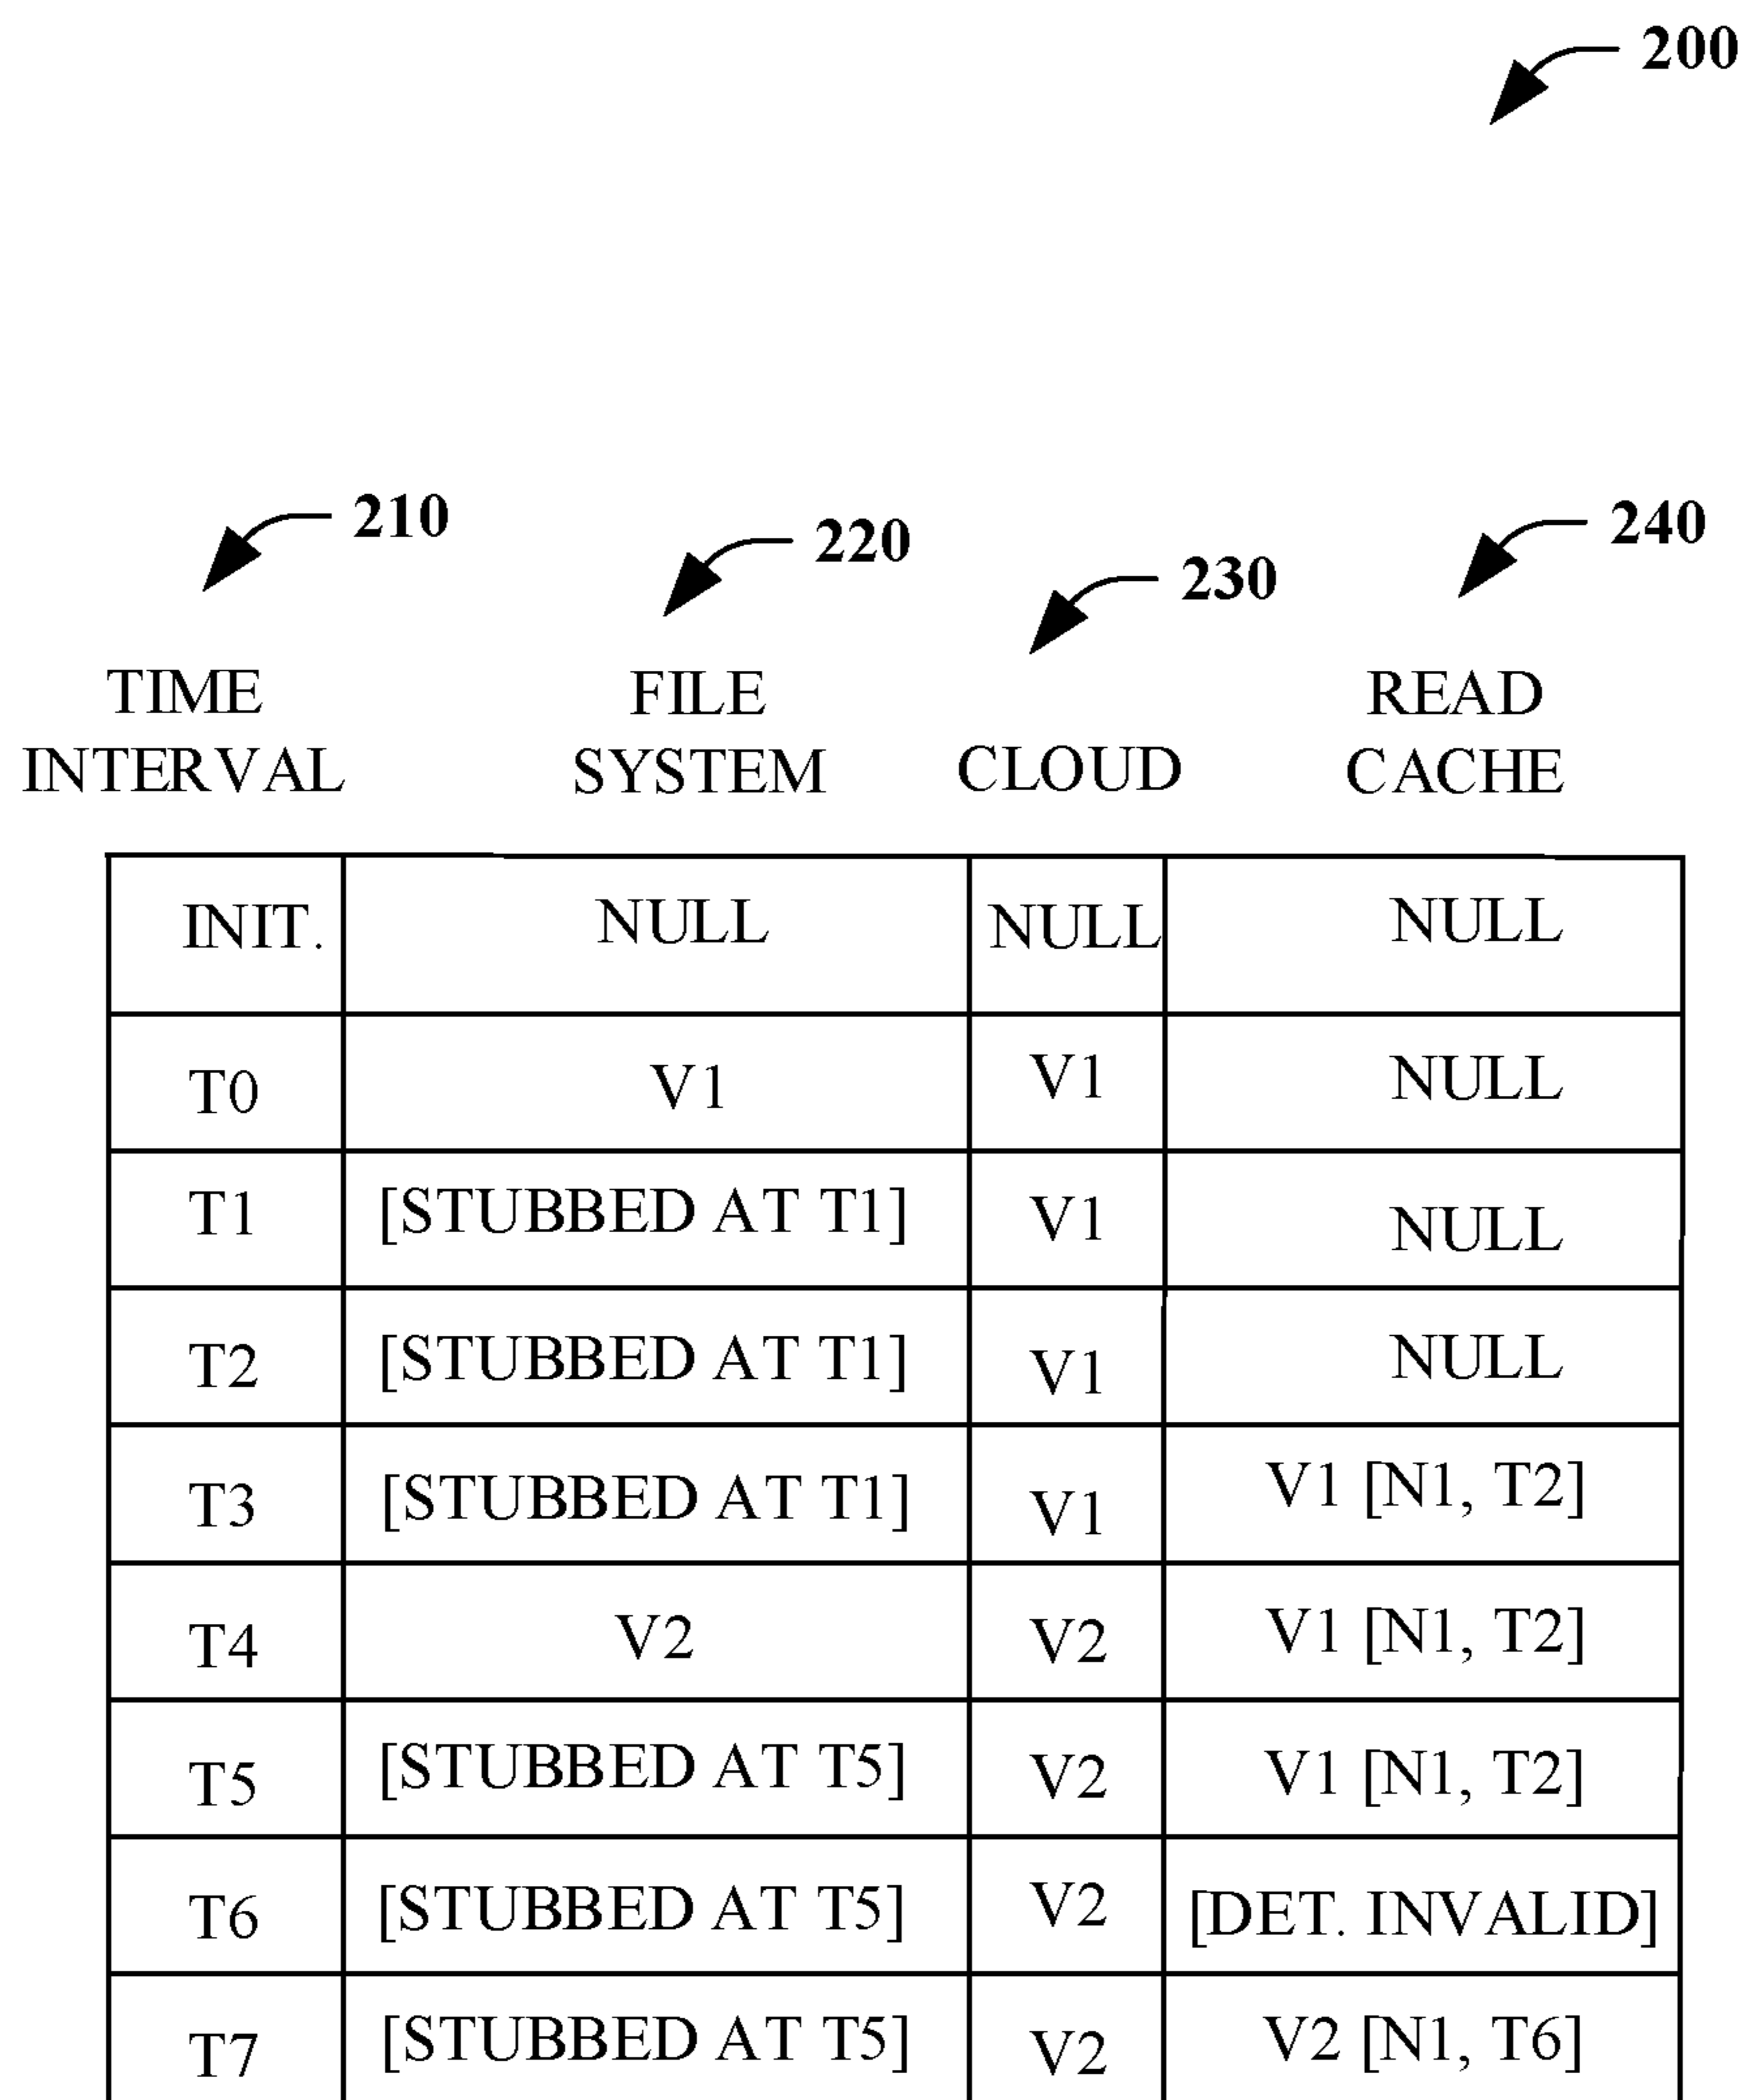 200
210
220
230
240
TIME INTERVAL
FILE SYSTEM
CLOUD
READ CACHE
INIT. NULL NULL NULL
T0 V1 V1 NULL
T1 [STUBBED AT T1] V1 NULL
T2 [STUBBED AT T1] V1 NULL
T3 [STUBBED AT T1] V1 V1 [N1, T2]
T4 V2 V2 V1 [N1, T2]
T5 [STUBBED AT T5] V2 V1 [N1, T2]
T6 [STUBBED AT T5] V2 [DET. INVALID]
T7 [STUBBED AT T5] V2 V2 [N1, T6]